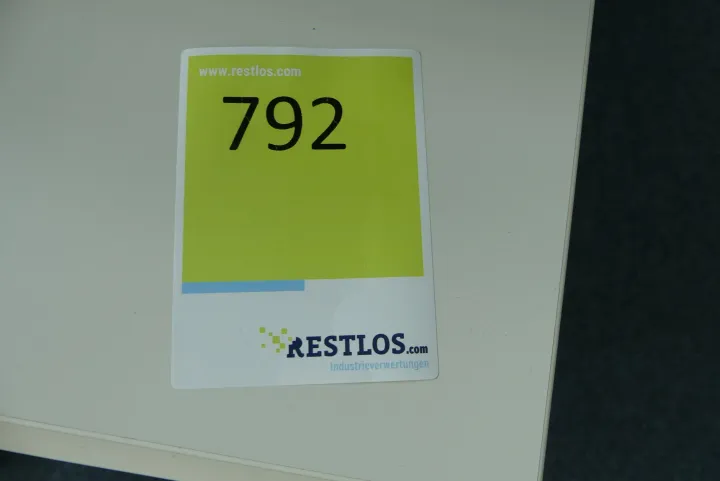 www.restlos.com
792
RESTLOS.com
Industrieverwertungen